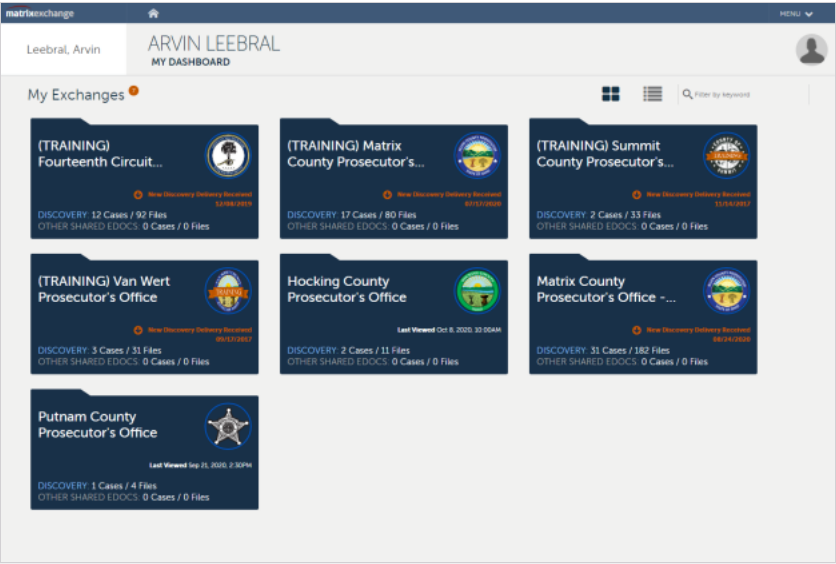 matrixexchange
MENU
Leebral, Arvin
ARVIN LEEBRAL
MY DASHBOARD
My Exchanges ?
Filter by keyword
(TRAINING)
Fourteenth Circuit...
New Discovery Delivery Received
12/08/2019
DISCOVERY: 12 Cases / 92 Files
OTHER SHARED EDOCS: 0 Cases / 0 Files
(TRAINING) Matrix
County Prosecutor's...
New Discovery Delivery Received
07/17/2020
DISCOVERY: 17 Cases / 80 Files
OTHER SHARED EDOCS: 0 Cases / 0 Files
(TRAINING) Summit
County Prosecutor's...
COUNTY OF
TRAINING
SUMMIT
New Discovery Delivery Received
11/14/2017
DISCOVERY: 2 Cases / 33 Files
OTHER SHARED EDOCS: 0 Cases / 0 Files
(TRAINING) Van Wert
Prosecutor's Office
TRAINING
New Discovery Delivery Received
09/17/2017
DISCOVERY: 3 Cases / 31 Files
OTHER SHARED EDOCS: 0 Cases / 0 Files
Hocking County
Prosecutor's Office
Last Viewed Oct 8, 2020, 10:00AM
DISCOVERY: 2 Cases / 11 Files
OTHER SHARED EDOCS: 0 Cases / 0 Files
Matrix County
Prosecutor's Office -...
New Discovery Delivery Received
08/24/2020
DISCOVERY: 31 Cases / 182 Files
OTHER SHARED EDOCS: 0 Cases / 0 Files
Putnam County
Prosecutor's Office
Last Viewed Sep 21, 2020, 2:30PM
DISCOVERY: 1 Cases / 4 Files
OTHER SHARED EDOCS: 0 Cases / 0 Files